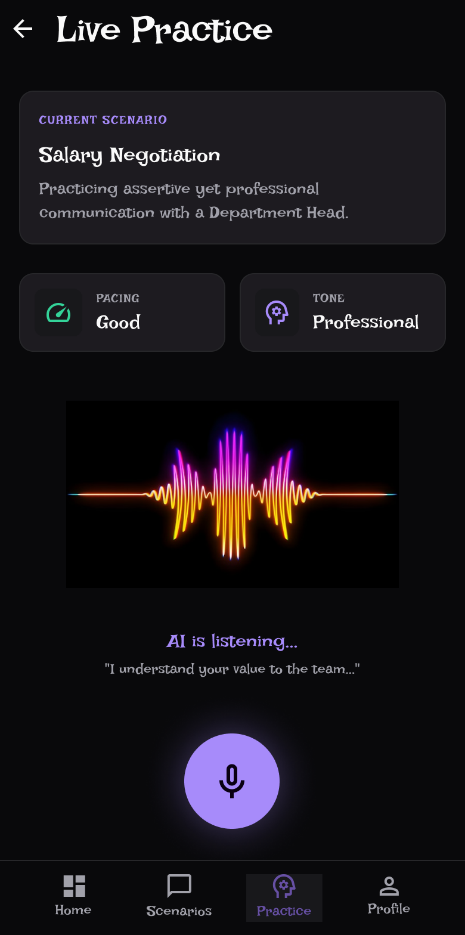 Live Practice
CURRENT SCENARIO
Salary Negotiation
Practicing assertive yet professional
communication with a Department Head.
PACING
Good
TONE
Professional
AI is listening...
"I understand your value to the team..."
Home
Scenarios
Practice
Profile